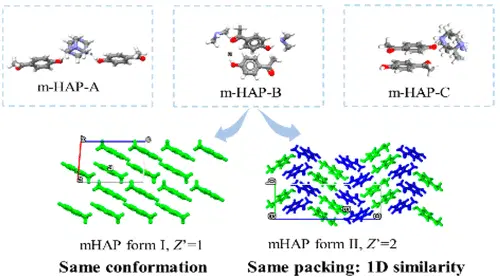 m-HAP-A
m-HAP-B
m-HAP-C
mHAP form I, Z'=1
mHAP form II, Z'=2
Same conformation
Same packing: 1D similarity